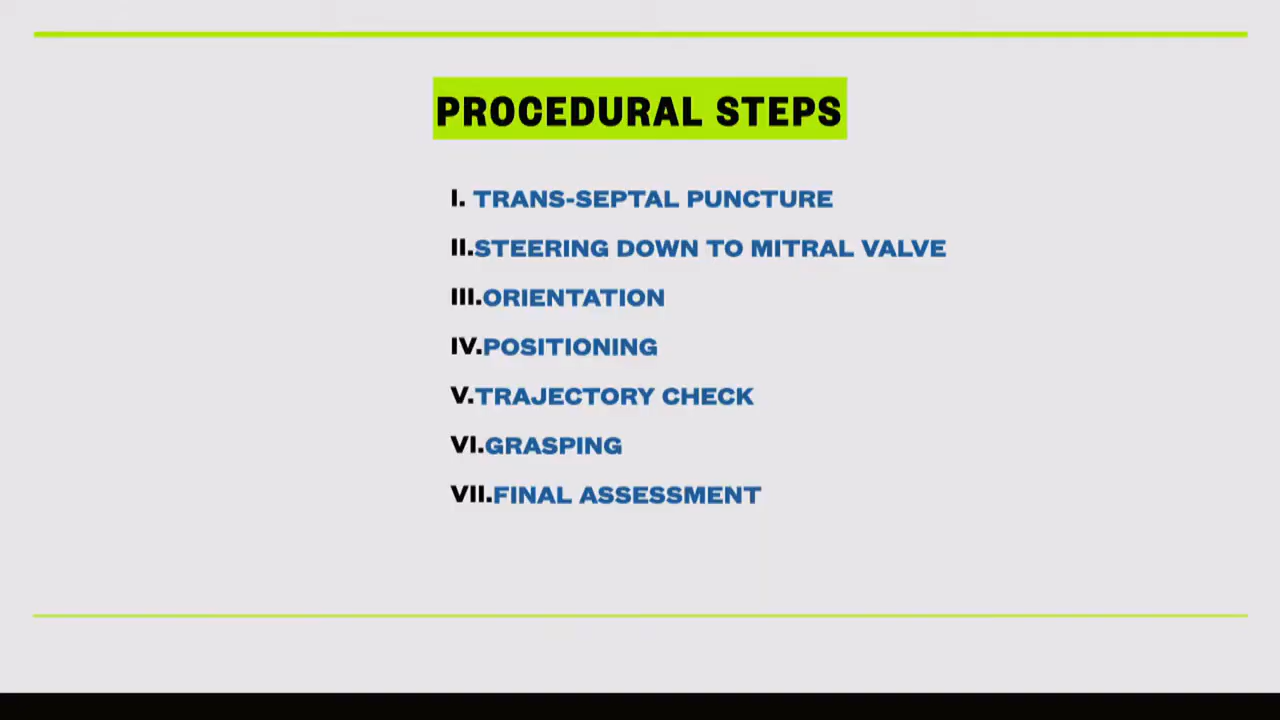 PROCEDURAL STEPS
I. TRANS-SEPTAL PUNCTURE
II.STEERING DOWN TO MITRAL VALVE
III.ORIENTATION
IV.POSITIONING
V.TRAJECTORY CHECK
VI.GRASPING
VII.FINAL ASSESSMENT